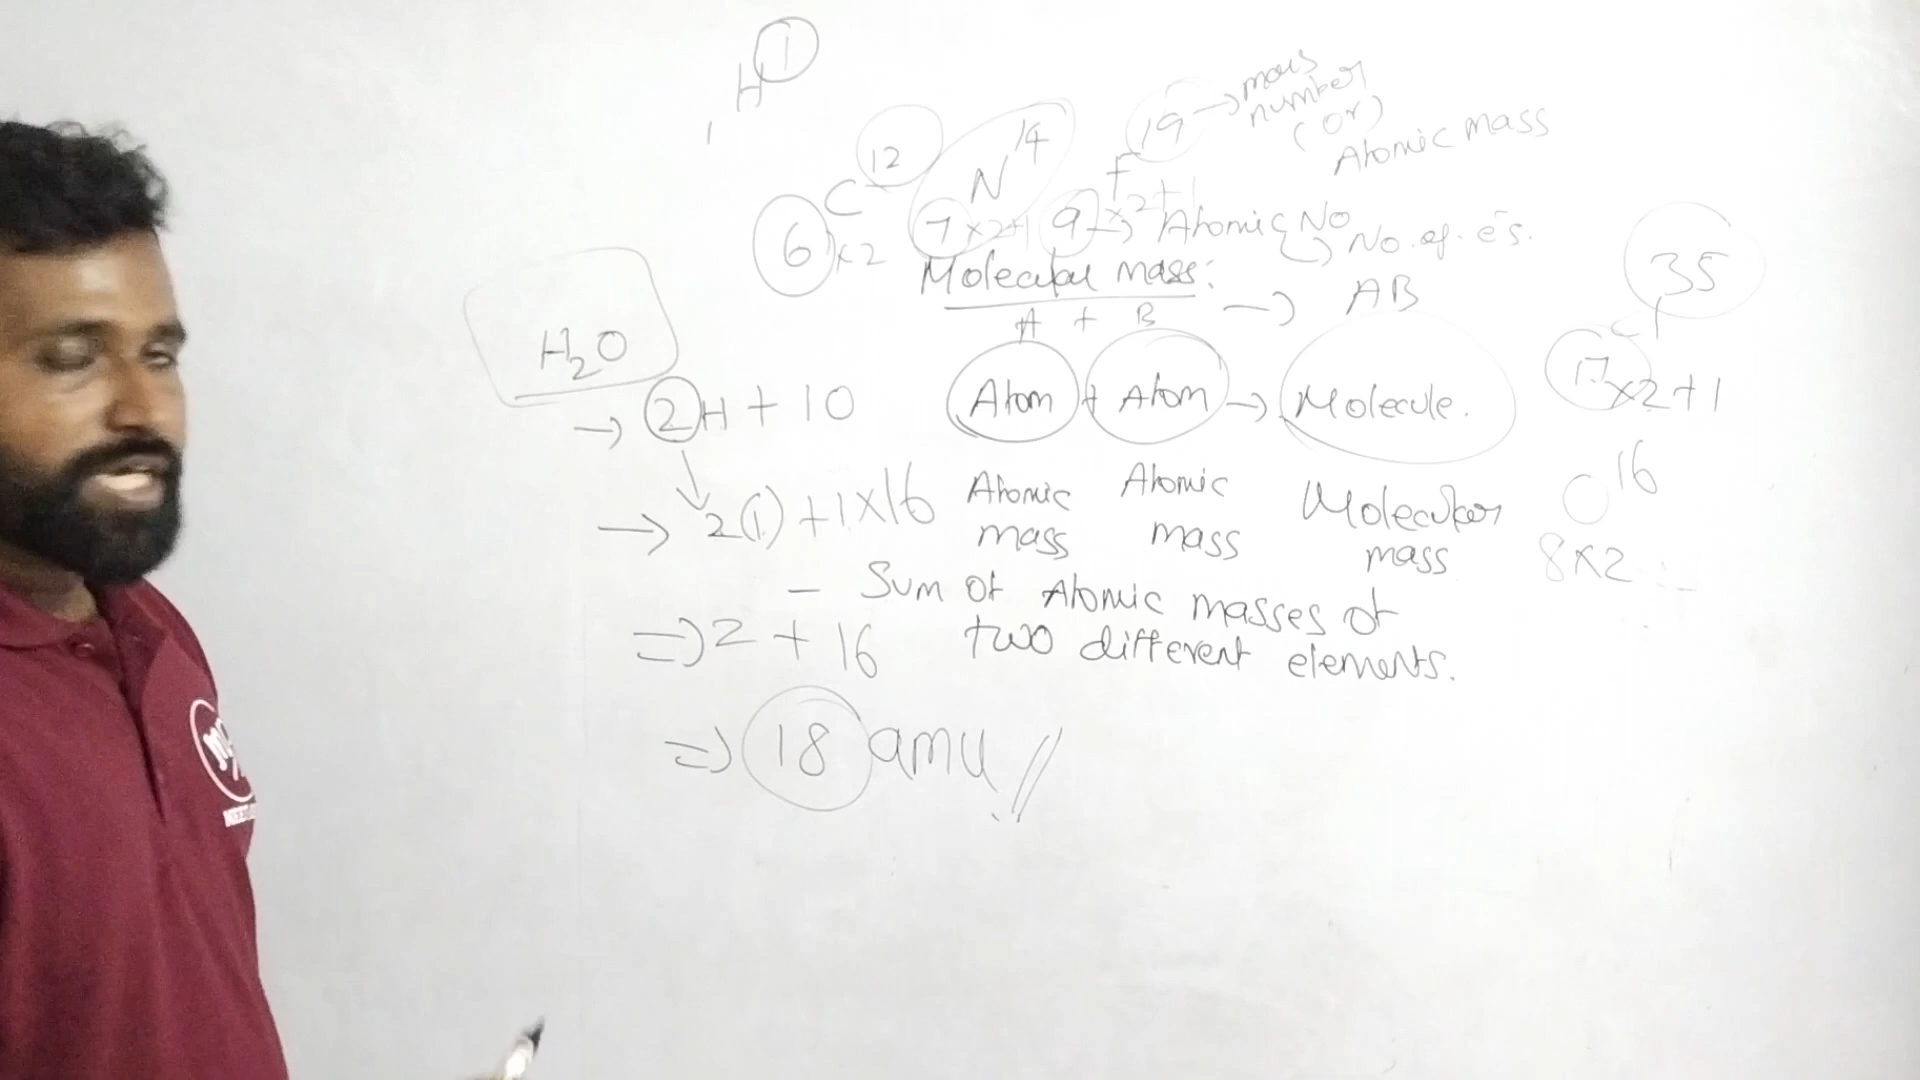 H 1
1
C 12
6 x2
N 14
7 x2+1
19 → mass number (or) Atomic mass
F
9 x2+1
→ Atomic No
→ No. of. es.
Molecular mass:
A + B → AB
Atom + Atom → Molecule.
Atomic mass Atomic mass Molecular mass
- Sum of Atomic masses of
two different elements.
H2O
→ 2H + 1O
→ 2(1) + 1x16
=> 2 + 16
=> 18 amu //
35
Cl
17 x2+1
O 16
8x2